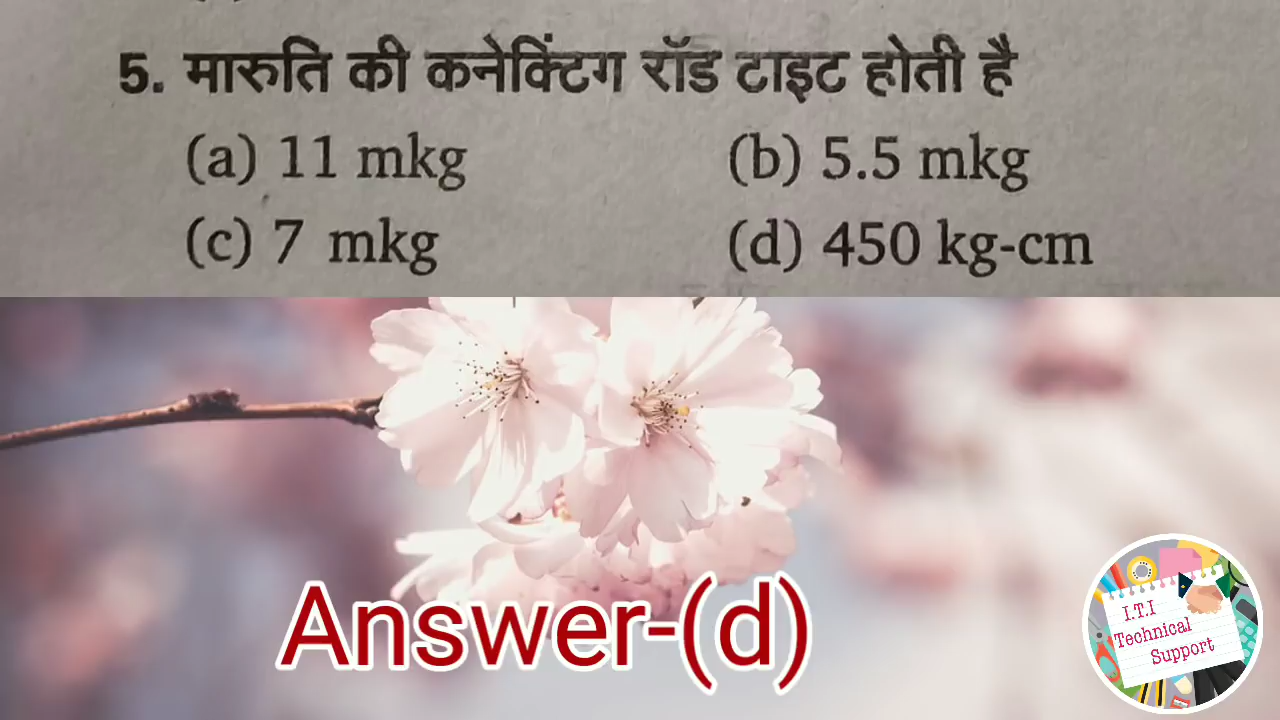 5. मारुति की कनेक्टिंग रॉड टाइट होती है
(a) 11 mkg (b) 5.5 mkg
(c) 7 mkg (d) 450 kg-cm
Answer-(d)
I.T.I
Technical
Support